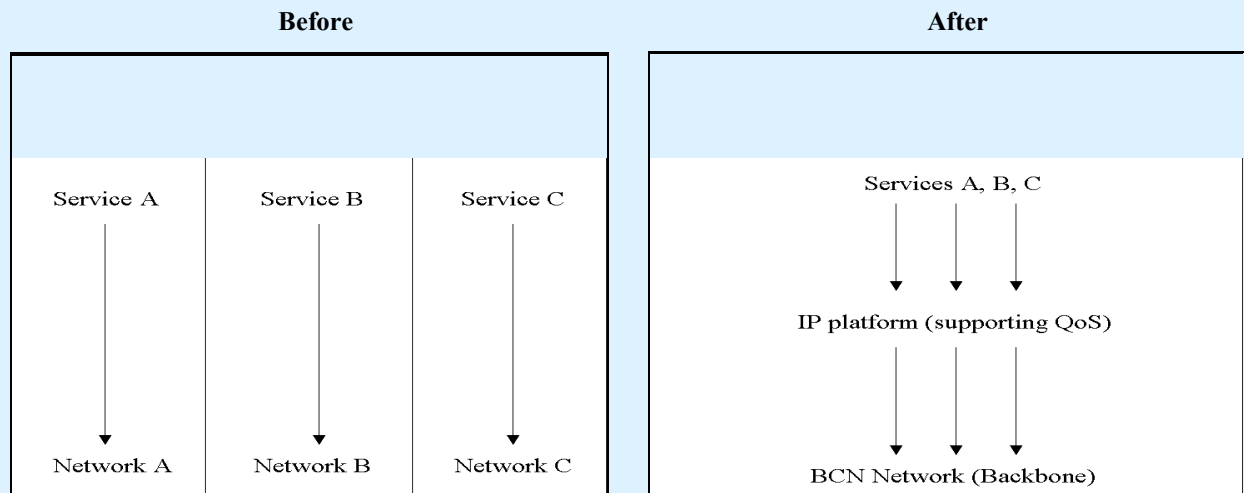 Before
After
Service A
Service B
Service C
Network A
Network B
Network C
Services A, B, C
IP platform (supporting QoS)
BCN Network (Backbone)